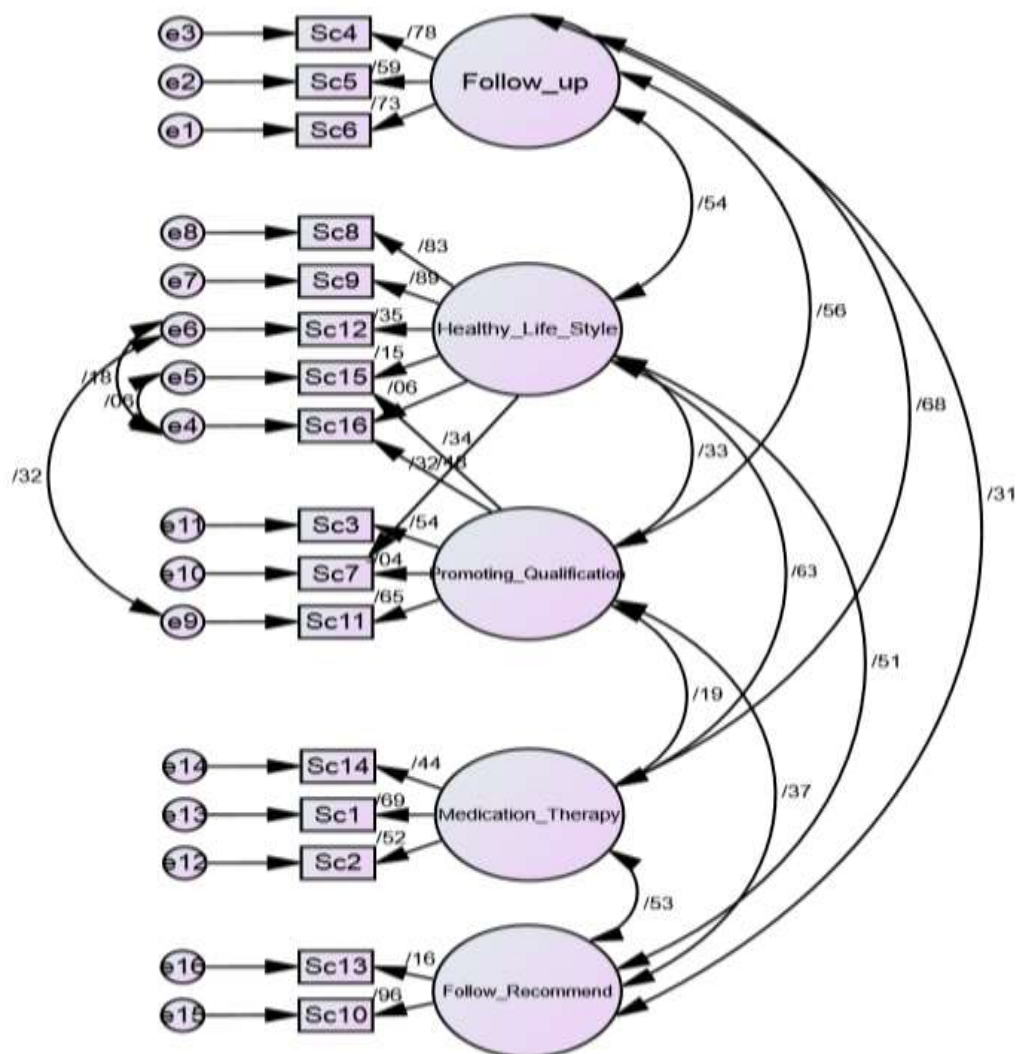 e3 Sc4 /78
e2 Sc5 /59 Follow_up
e1 Sc6 /73
/54
e8 Sc8 /83
e7 Sc9 /89
e6 Sc12 /35 Healthy_Life_Style /56
e5 Sc15 /15
/18 /06 /06 /68
e4 Sc16
/34
/32 /48 /33
/32 /31
e11 Sc3 /54
e10 Sc7 /04 Promoting_Qualification /63
e9 Sc11 /65
/51
/19
e14 Sc14 /44
/37
e13 Sc1 /69 Medication_Therapy
e12 Sc2 /52
/53
e16 Sc13 /16
Follow_Recommend
e15 Sc10 /96